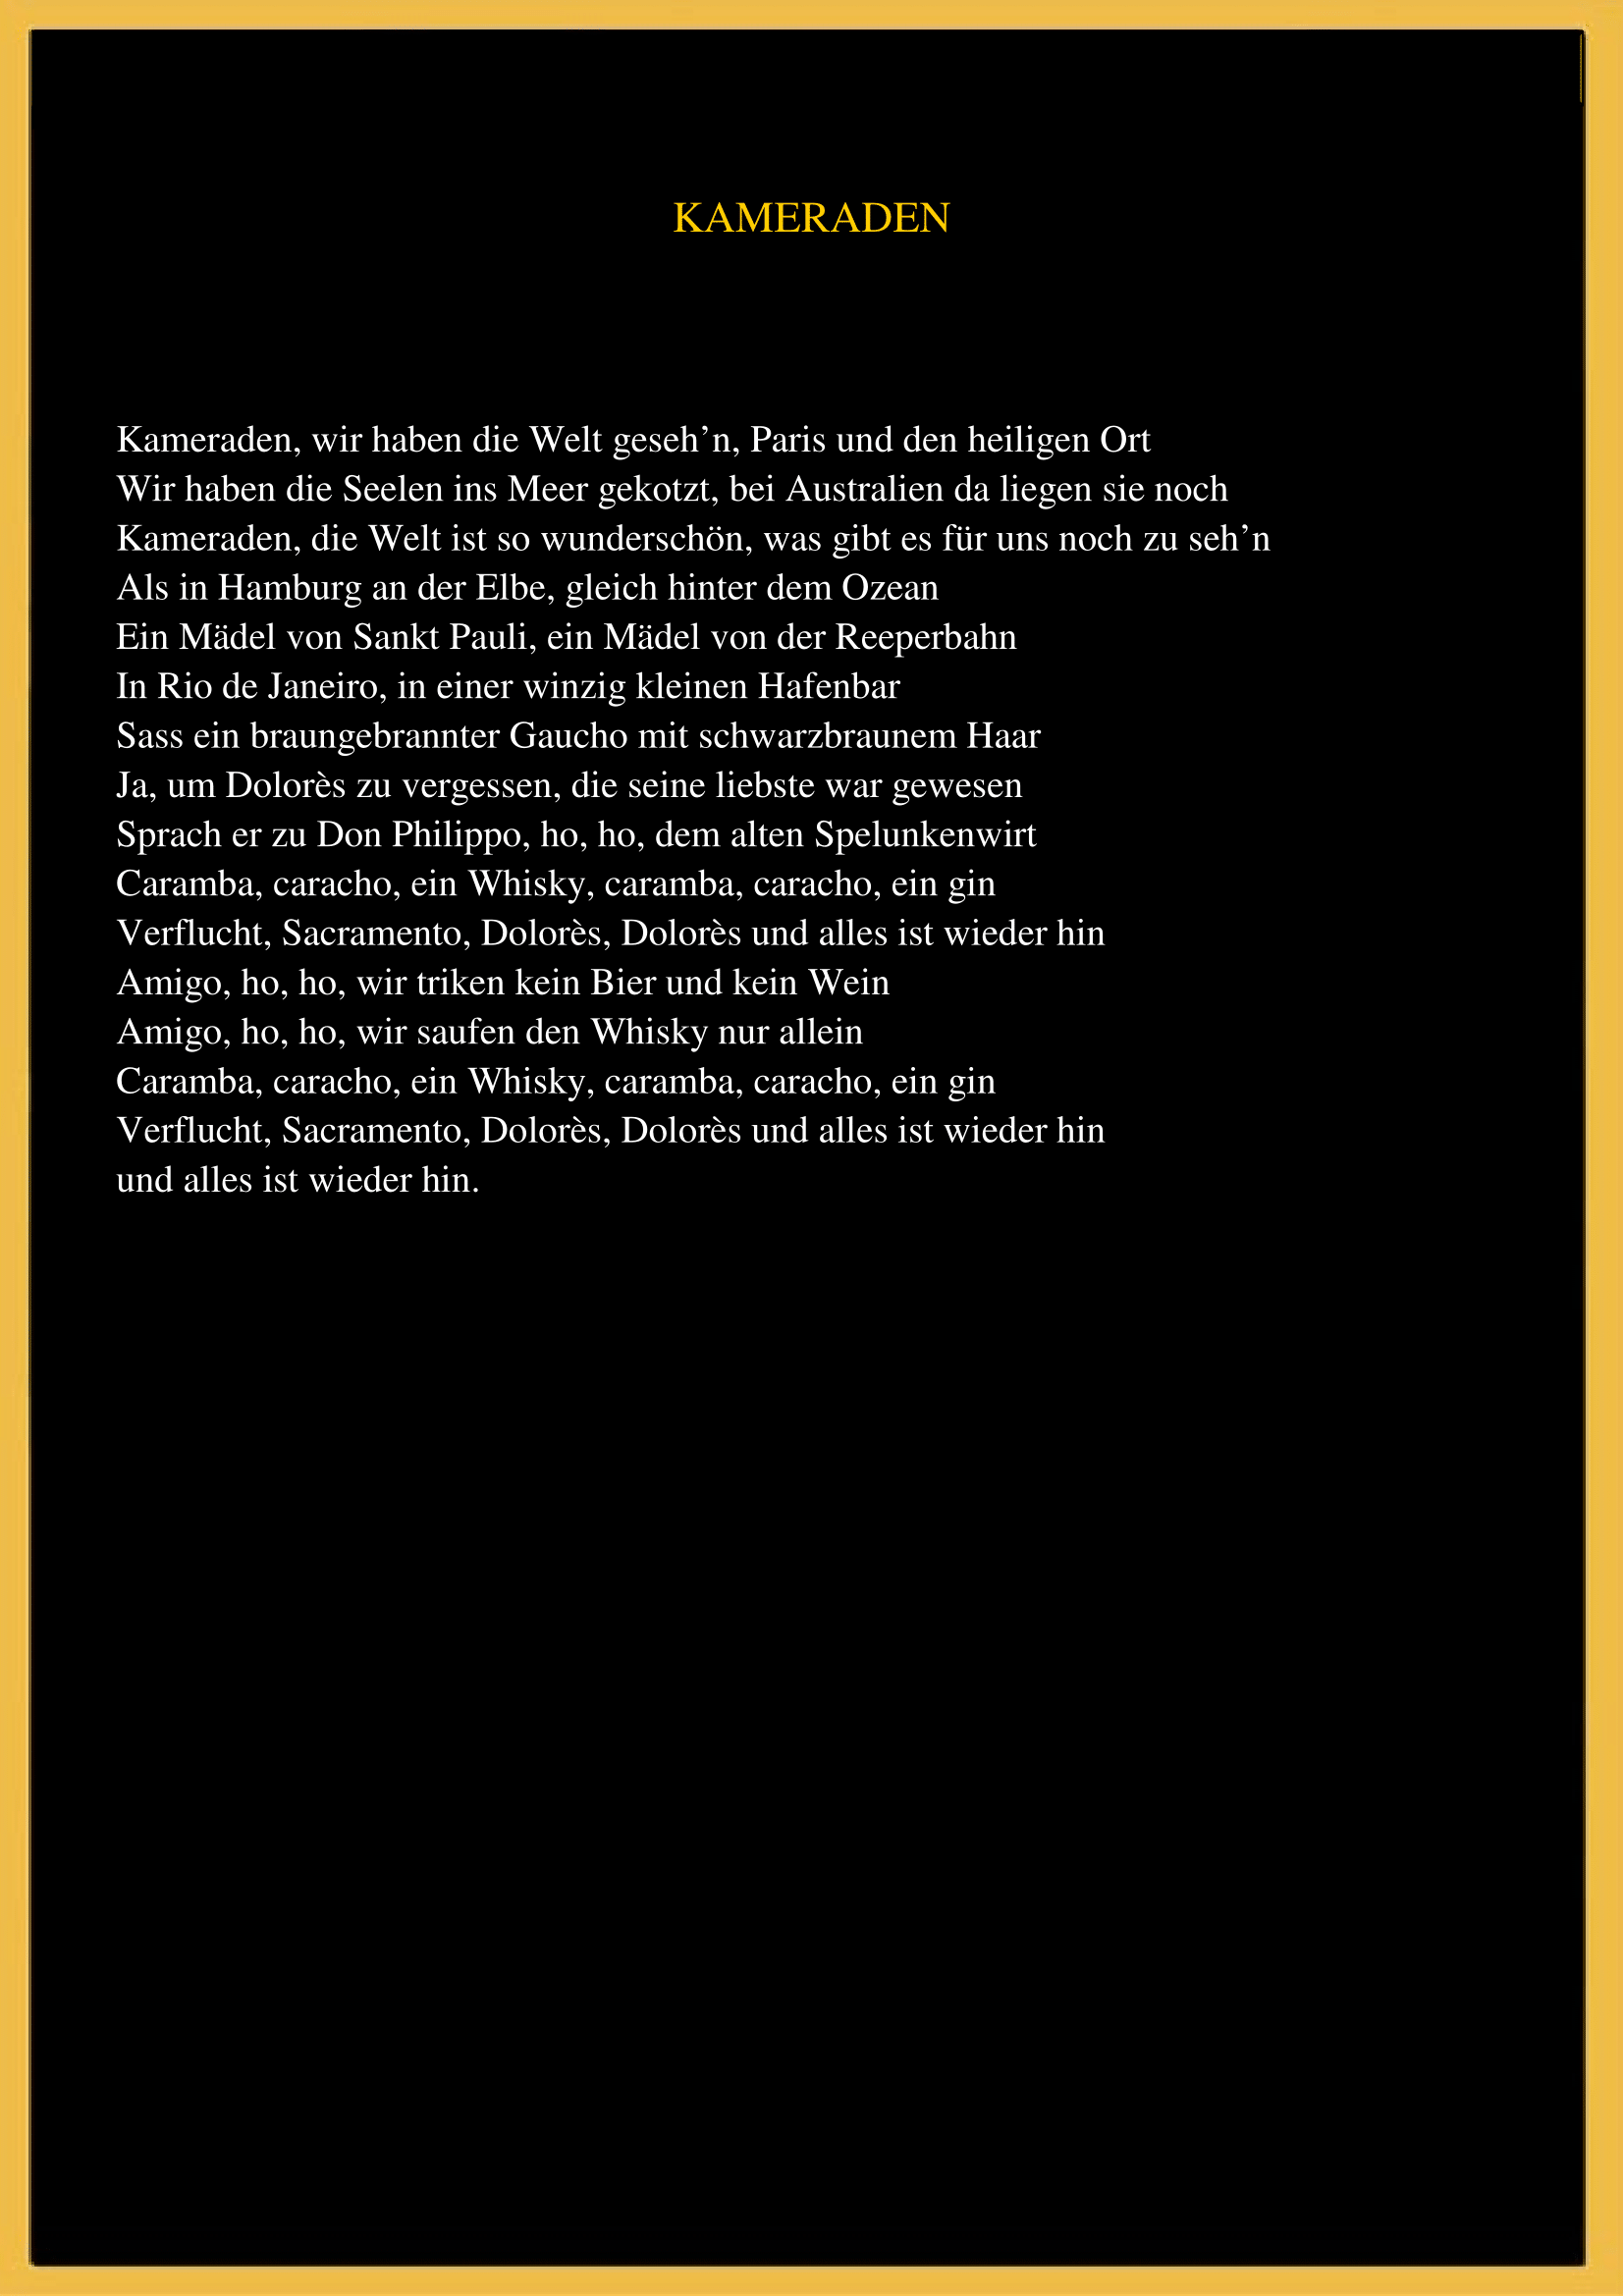 KAMERADEN
Kameraden, wir haben die Welt geseh'n, Paris und den heiligen Ort
Wir haben die Seelen ins Meer gekotzt, bei Australien da liegen sie noch
Kameraden, die Welt ist so wunderschön, was gibt es für uns noch zu seh'n
Als in Hamburg an der Elbe, gleich hinter dem Ozean
Ein Mädel von Sankt Pauli, ein Mädel von der Reeperbahn
In Rio de Janeiro, in einer winzig kleinen Hafenbar
Sass ein braungebrannter Gaucho mit schwarzbraunem Haar
Ja, um Dolorès zu vergessen, die seine liebste war gewesen
Sprach er zu Don Philippo, ho, ho, dem alten Spelunkenwirt
Caramba, caracho, ein Whisky, caramba, caracho, ein gin
Verflucht, Sacramento, Dolorès, Dolorès und alles ist wieder hin
Amigo, ho, ho, wir triken kein Bier und kein Wein
Amigo, ho, ho, wir saufen den Whisky nur allein
Caramba, caracho, ein Whisky, caramba, caracho, ein gin
Verflucht, Sacramento, Dolorès, Dolorès und alles ist wieder hin
und alles ist wieder hin.